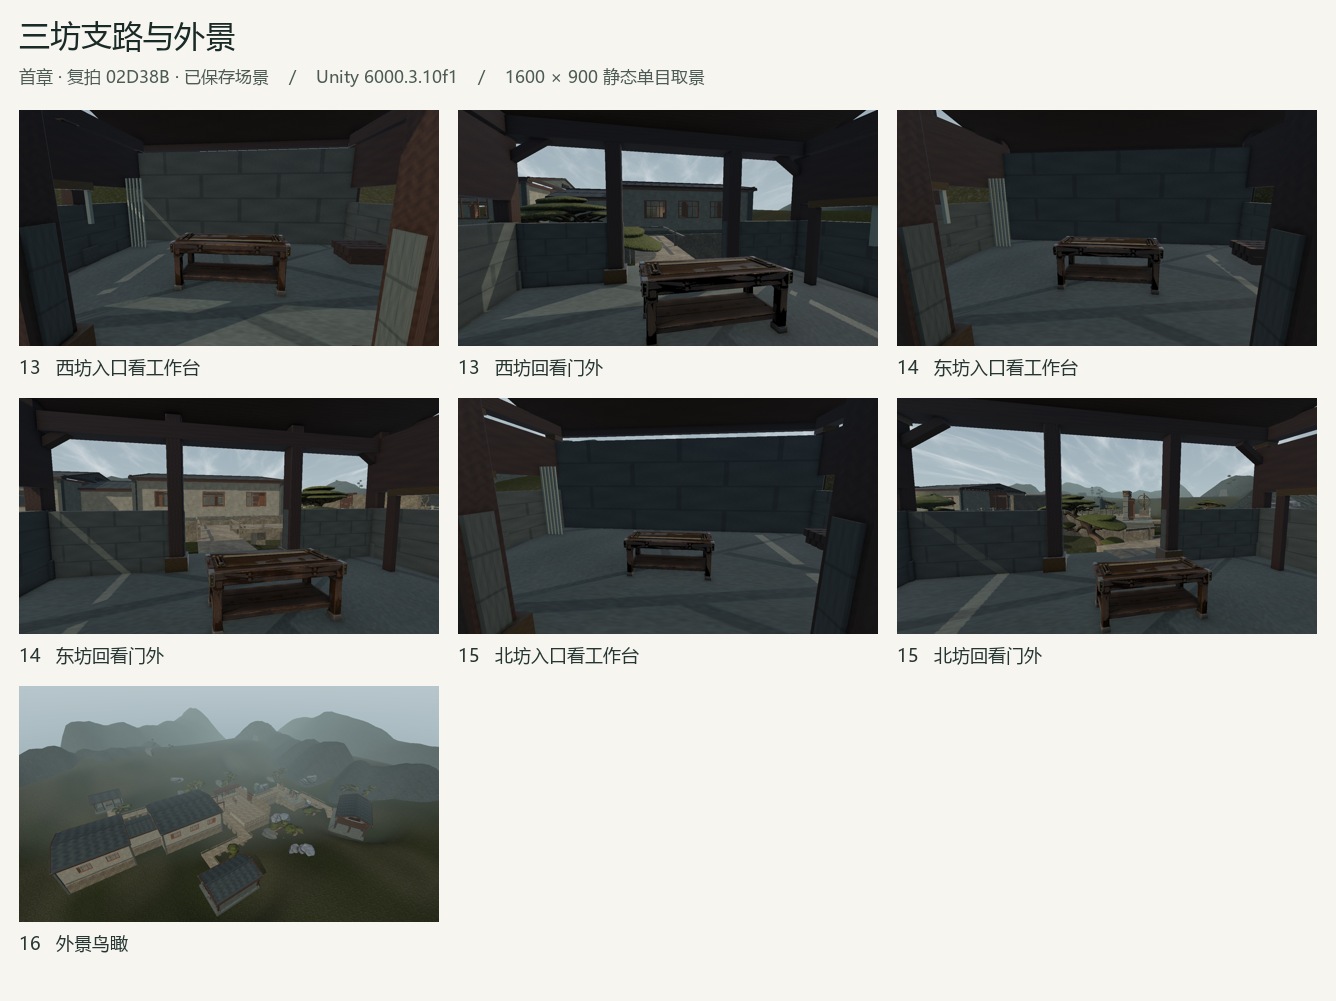 三坊支路与外景
首章 · 复拍 02D38B · 已保存场景 / Unity 6000.3.10f1 / 1600 × 900 静态单目取景
13 西坊入口看工作台
13 西坊回看门外
14 东坊入口看工作台
14 东坊回看门外
15 北坊入口看工作台
15 北坊回看门外
16 外景鸟瞰